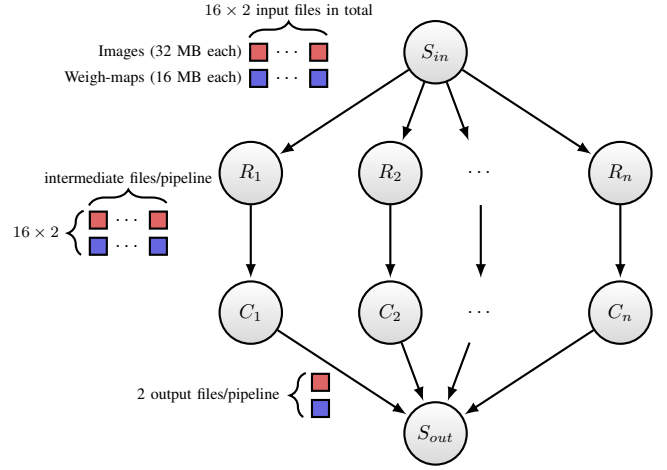 16 × 2 input files in total
Images (32 MB each) ...
Weigh-maps (16 MB each) ...
S_in
intermediate files/pipeline
16 × 2
... 
...
R_1 R_2 ... R_n
C_1 C_2 ... C_n
2 output files/pipeline
S_out